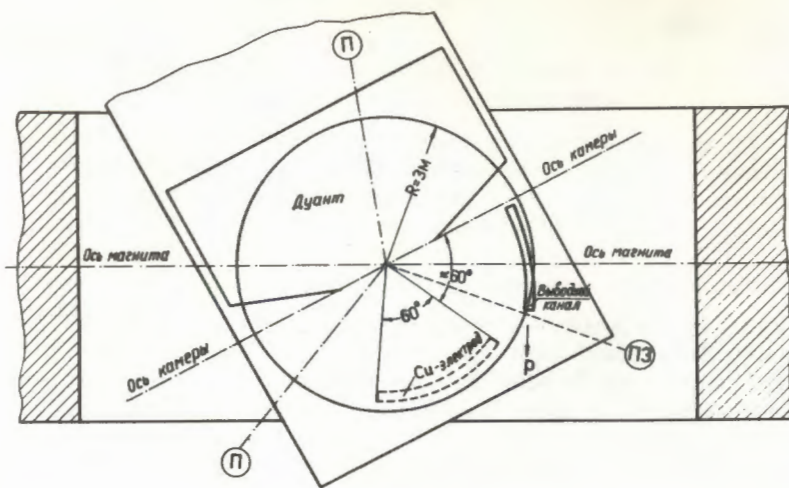 П
Ось камеры
R=3м
Дуант
Ось магнита
Ось магнита
≈60°
60°
Выводной
канал
Cu-электрод
Ось камеры
P
ПЗ
П